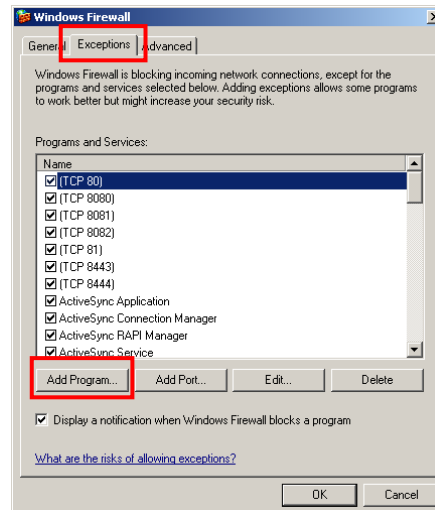 Windows Firewall
General Exceptions Advanced
Windows Firewall is blocking incoming network connections, except for the
programs and services selected below. Adding exceptions allows some programs
to work better but might increase your security risk.
Programs and Services:
Name
(TCP 80)
(TCP 8080)
(TCP 8081)
(TCP 8082)
(TCP 81)
(TCP 8443)
(TCP 8444)
ActiveSync Application
ActiveSync Connection Manager
ActiveSync RAPI Manager
ActiveSync Service
Add Program... Add Port... Edit... Delete
Display a notification when Windows Firewall blocks a program
What are the risks of allowing exceptions?
OK Cancel